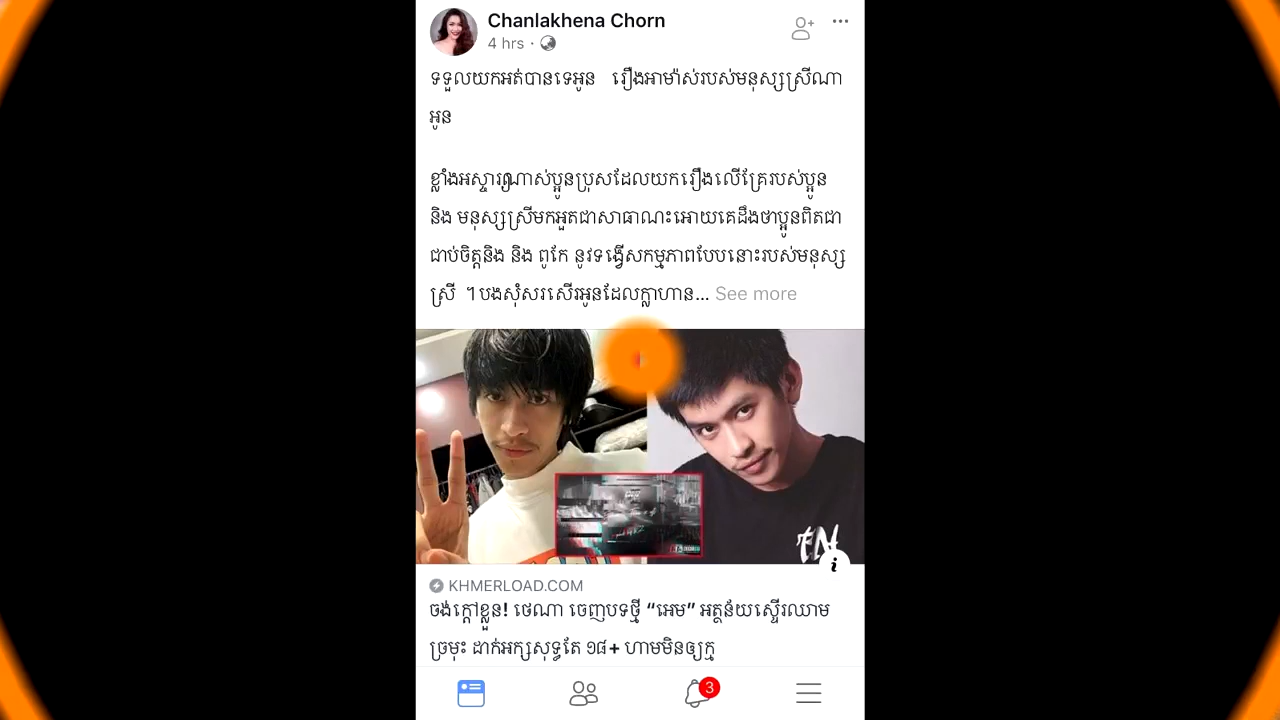 Chanlakhena Chorn
4 hrs ·
ទទួលយកអត់បានទេអូន រឿងអាម៉ាស់របស់មនុស្សស្រីណា
អូន
ខ្លាំងអស្ចារ្យណាស់ប្អូនប្រុសដែលយករឿងលើគ្រែរបស់ប្អូន
និង មនុស្សស្រីមកអួតជាសាធាណះអោយគេដឹងថាប្អូនពិតជា
ជាប់ចិត្តនិង និង ពូកែ នូវទង្វើសកម្មភាពបែបនោះរបស់មនុស្ស
ស្រី ។ បងសុំសរសើរអូនដែលក្លាហាន... See more
KHMERLOAD.COM
ចង់ក្ដៅខ្លួន! ថេណា ចេញបទថ្មី “អេម” អត្ថន័យស្ទើរឈាម
ច្រមុះ ដាក់អក្សសុទ្ធតែ ១៨+ ហាមមិនឲ្យក្មេ
3